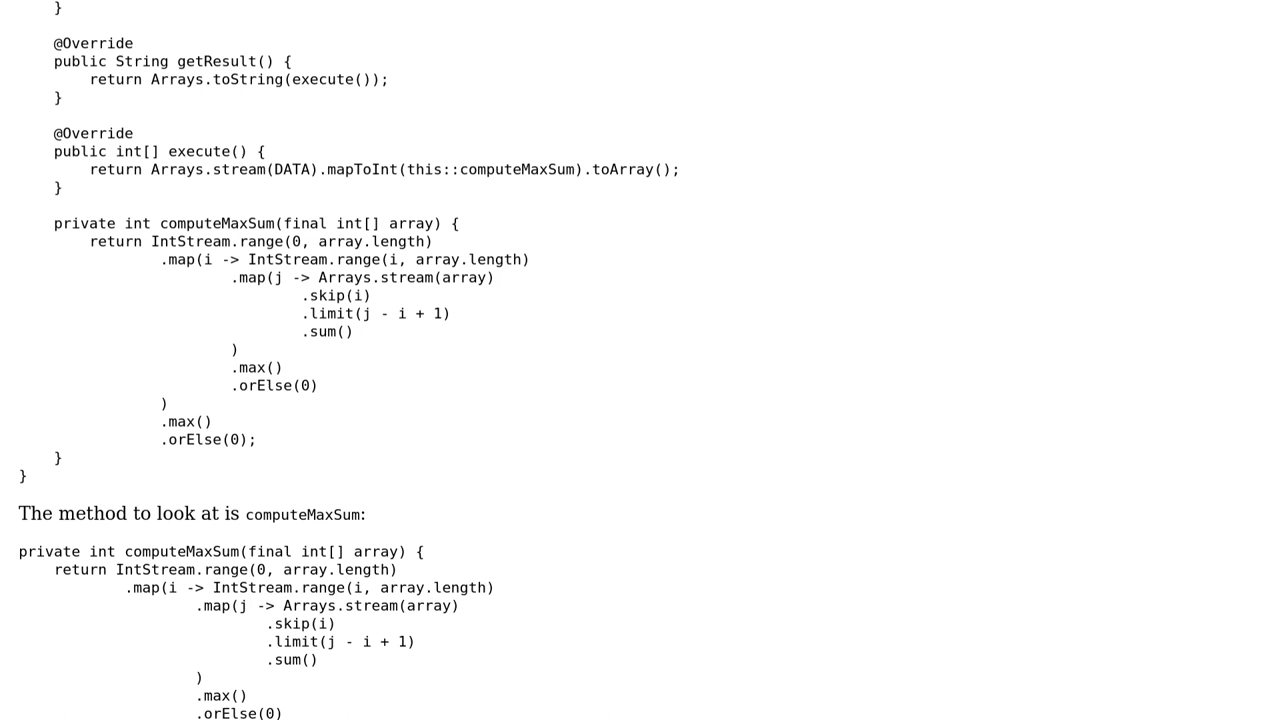 }

    @Override
    public String getResult() {
        return Arrays.toString(execute());
    }

    @Override
    public int[] execute() {
        return Arrays.stream(DATA).mapToInt(this::computeMaxSum).toArray();
    }

    private int computeMaxSum(final int[] array) {
        return IntStream.range(0, array.length)
                .map(i -> IntStream.range(i, array.length)
                        .map(j -> Arrays.stream(array)
                                .skip(i)
                                .limit(j - i + 1)
                                .sum()
                        )
                        .max()
                        .orElse(0)
                )
                .max()
                .orElse(0);
    }
}
The method to look at is computeMaxSum:
private int computeMaxSum(final int[] array) {
    return IntStream.range(0, array.length)
            .map(i -> IntStream.range(i, array.length)
                    .map(j -> Arrays.stream(array)
                            .skip(i)
                            .limit(j - i + 1)
                            .sum()
                    )
                    .max()
                    .orElse(0)